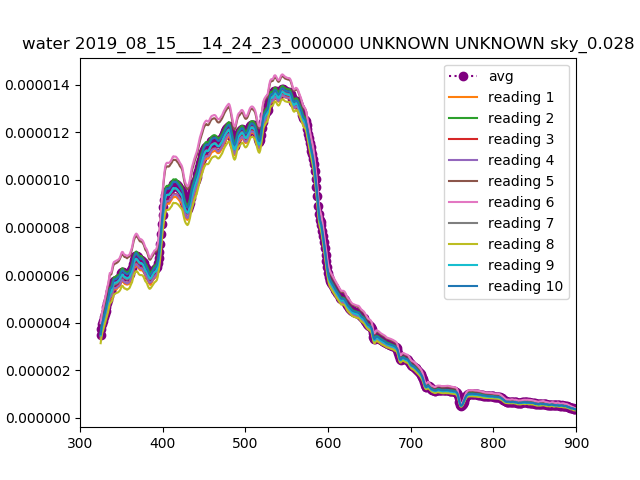 water 2019_08_15___14_24_23_000000 UNKNOWN UNKNOWN sky_0.028
0.000014
0.000012
0.000010
0.000008
0.000006
0.000004
0.000002
0.000000
300 400 500 600 700 800 900
avg
reading 1
reading 2
reading 3
reading 4
reading 5
reading 6
reading 7
reading 8
reading 9
reading 10